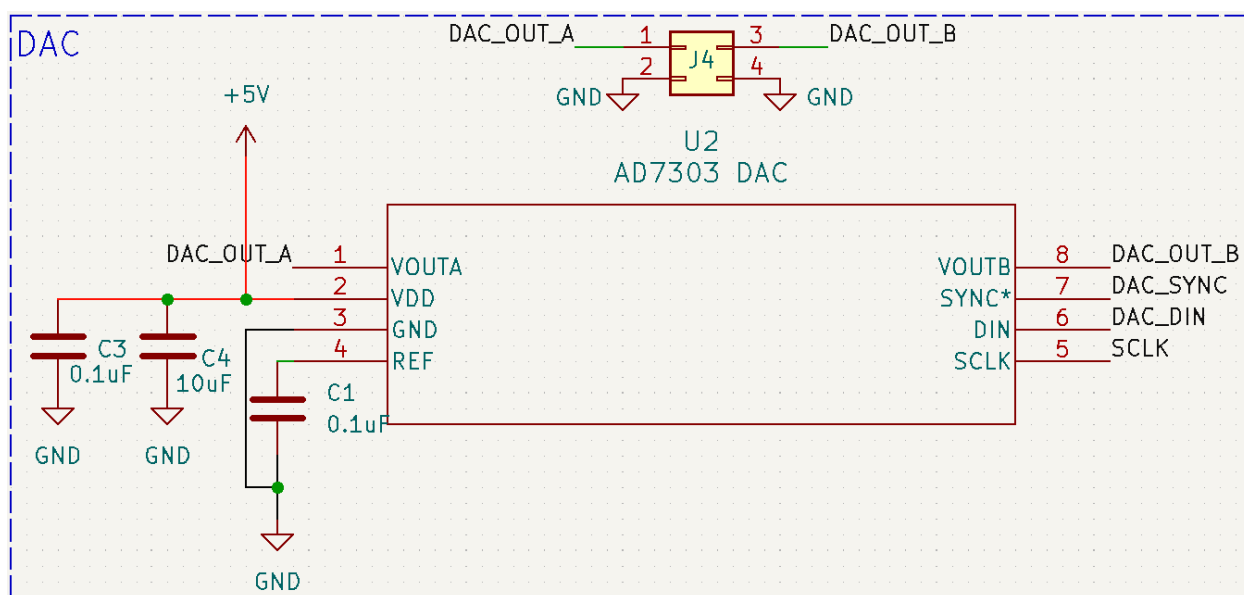 DAC
DAC_OUT_A 1 3 DAC_OUT_B
J4
2 4
GND GND
+5V
U2
AD7303 DAC
DAC_OUT_A 1 VOUTA VOUTB 8 DAC_OUT_B
2 VDD SYNC* 7 DAC_SYNC
3 GND DIN 6 DAC_DIN
4 REF SCLK 5 SCLK
C3
0.1uF
C4
10uF
C1
0.1uF
GND GND
GND